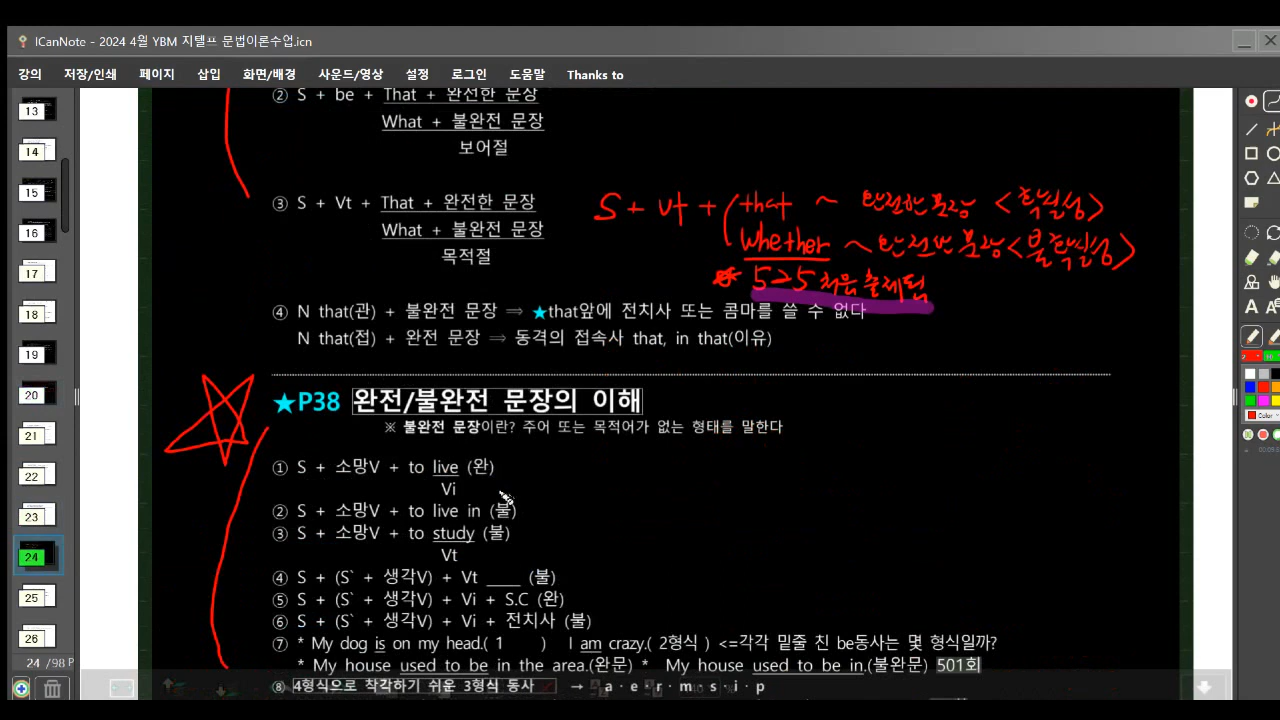 ICanNote - 2024 4월 YBM 지텔프 문법이론수업.icn
강의 저장/인쇄 페이지 삽입 화면/배경 사운드/영상 설정 로그인 도움말 Thanks to
② S + be + That + 완전한 문장
What + 불완전 문장
보어절
③ S + Vt + That + 완전한 문장
What + 불완전 문장
목적절
S + vt + ( that ~ 완전한 문장 <확실성>
whether ~ 완전한 문장 <불확실성>
* 525 처음 출제됨
④ N that(관) + 불완전 문장 ⇒ ★that앞에 전치사 또는 콤마를 쓸 수 없다
N that(접) + 완전 문장 ⇒ 동격의 접속사 that, in that(이유)
★P38 완전/불완전 문장의 이해
※ 불완전 문장이란? 주어 또는 목적어가 없는 형태를 말한다
① S + 소망V + to live (완)
Vi
② S + 소망V + to live in (불)
③ S + 소망V + to study (불)
Vt
④ S + (S` + 생각V) + Vt ____ (불)
⑤ S + (S` + 생각V) + Vi + S.C (완)
⑥ S + (S` + 생각V) + Vi + 전치사 (불)
⑦ * My dog is on my head.( 1 ) I am crazy.( 2형식 ) <=각각 밑줄 친 be동사는 몇 형식일까?
* My house used to be in the area.(완문) * My house used to be in.(불완문) 501회
⑧ 4형식으로 착각하기 쉬운 3형식 동사 → a·e·r·m·s·i·p
13
14
15
16
17
18
19
20
21
22
23
24
25
26
24 /98 P
A
Color